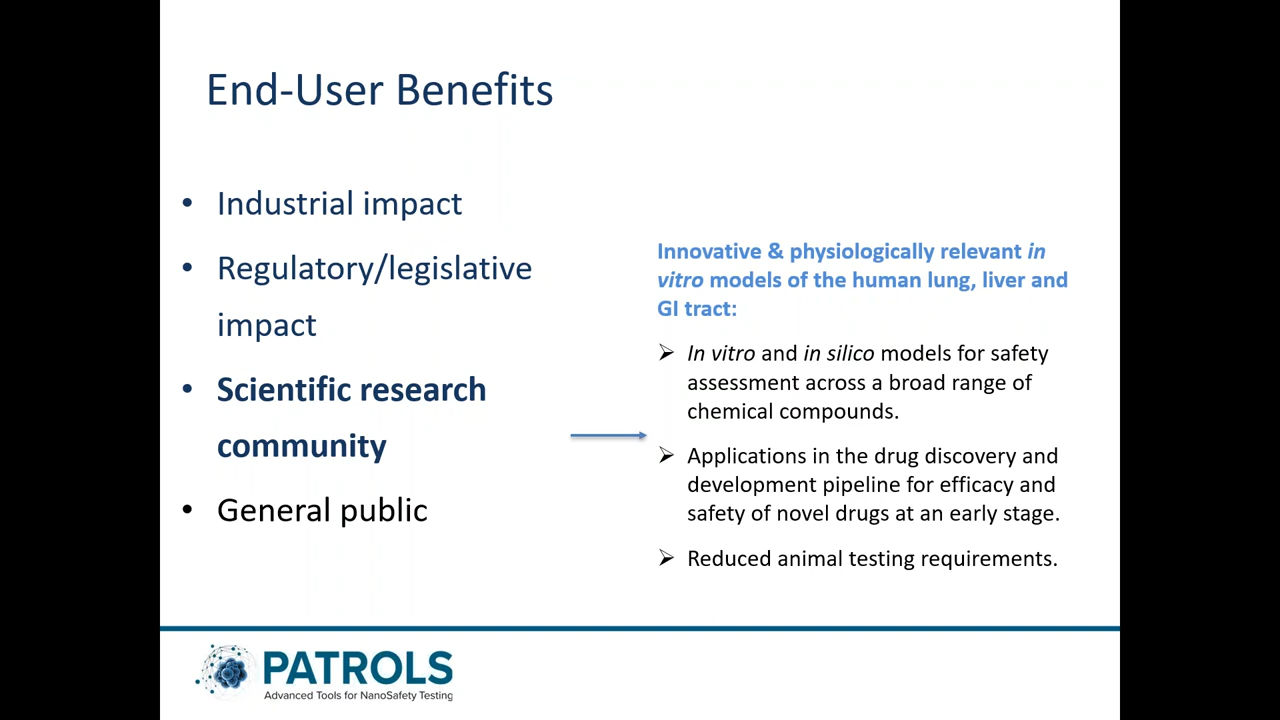 End-User Benefits
• Industrial impact
• Regulatory/legislative
impact
• Scientific research
community
• General public
Innovative & physiologically relevant in
vitro models of the human lung, liver and
GI tract:
➢ In vitro and in silico models for safety
assessment across a broad range of
chemical compounds.
➢ Applications in the drug discovery and
development pipeline for efficacy and
safety of novel drugs at an early stage.
➢ Reduced animal testing requirements.
PATROLS
Advanced Tools for NanoSafety Testing